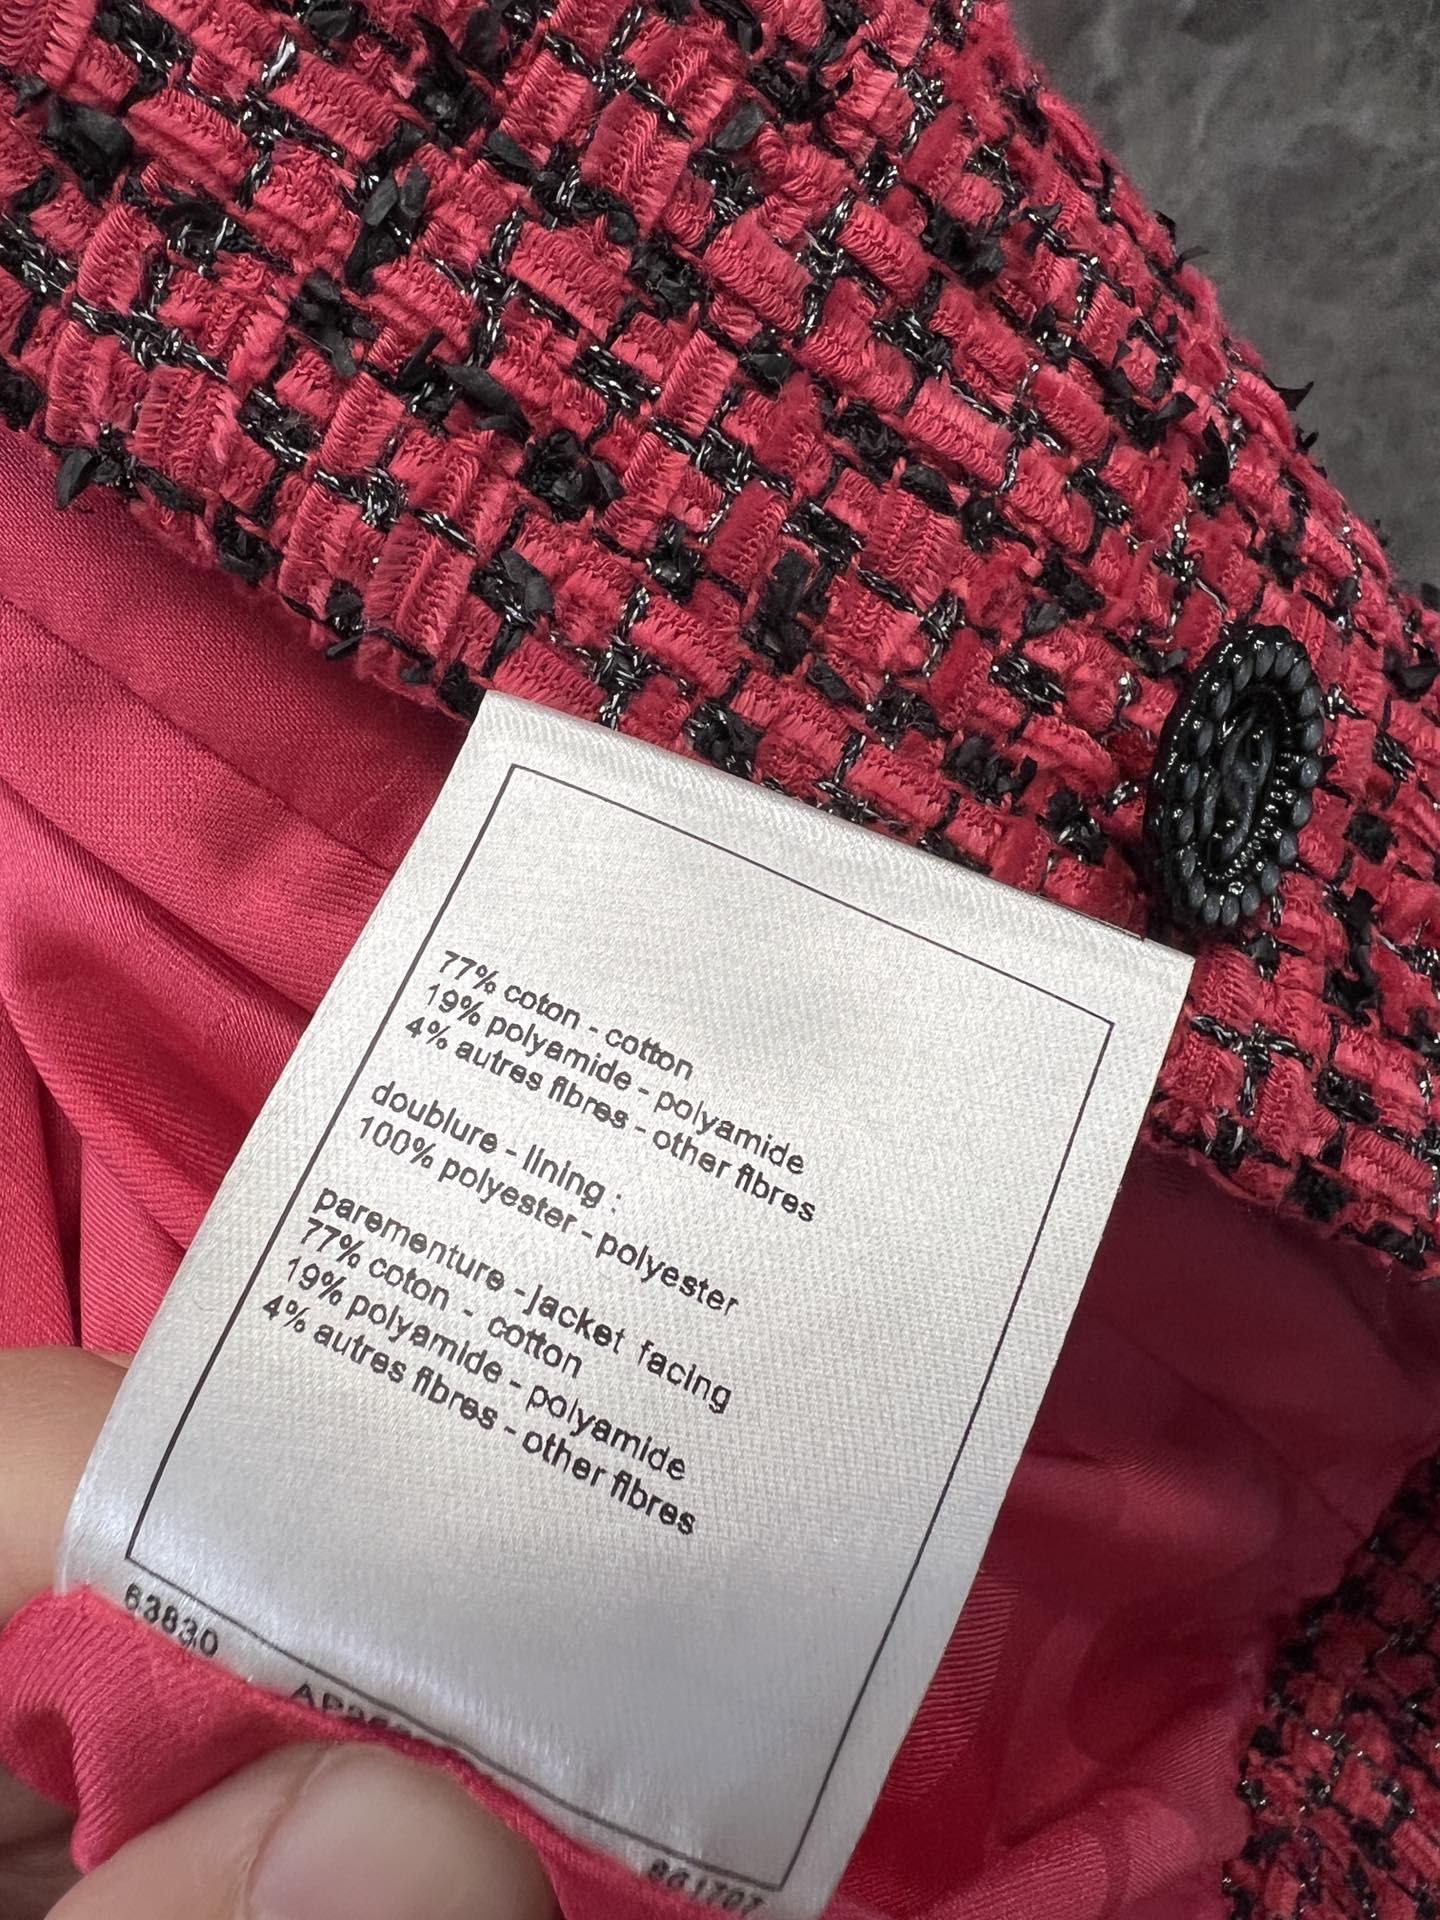 77% coton - cotton
19% polyamide - polyamide
4% autres fibres - other fibres
doublure - lining :
100% polyester - polyester
parementure - jacket facing
77% coton - cotton
19% polyamide - polyamide
4% autres fibres - other fibres
63830